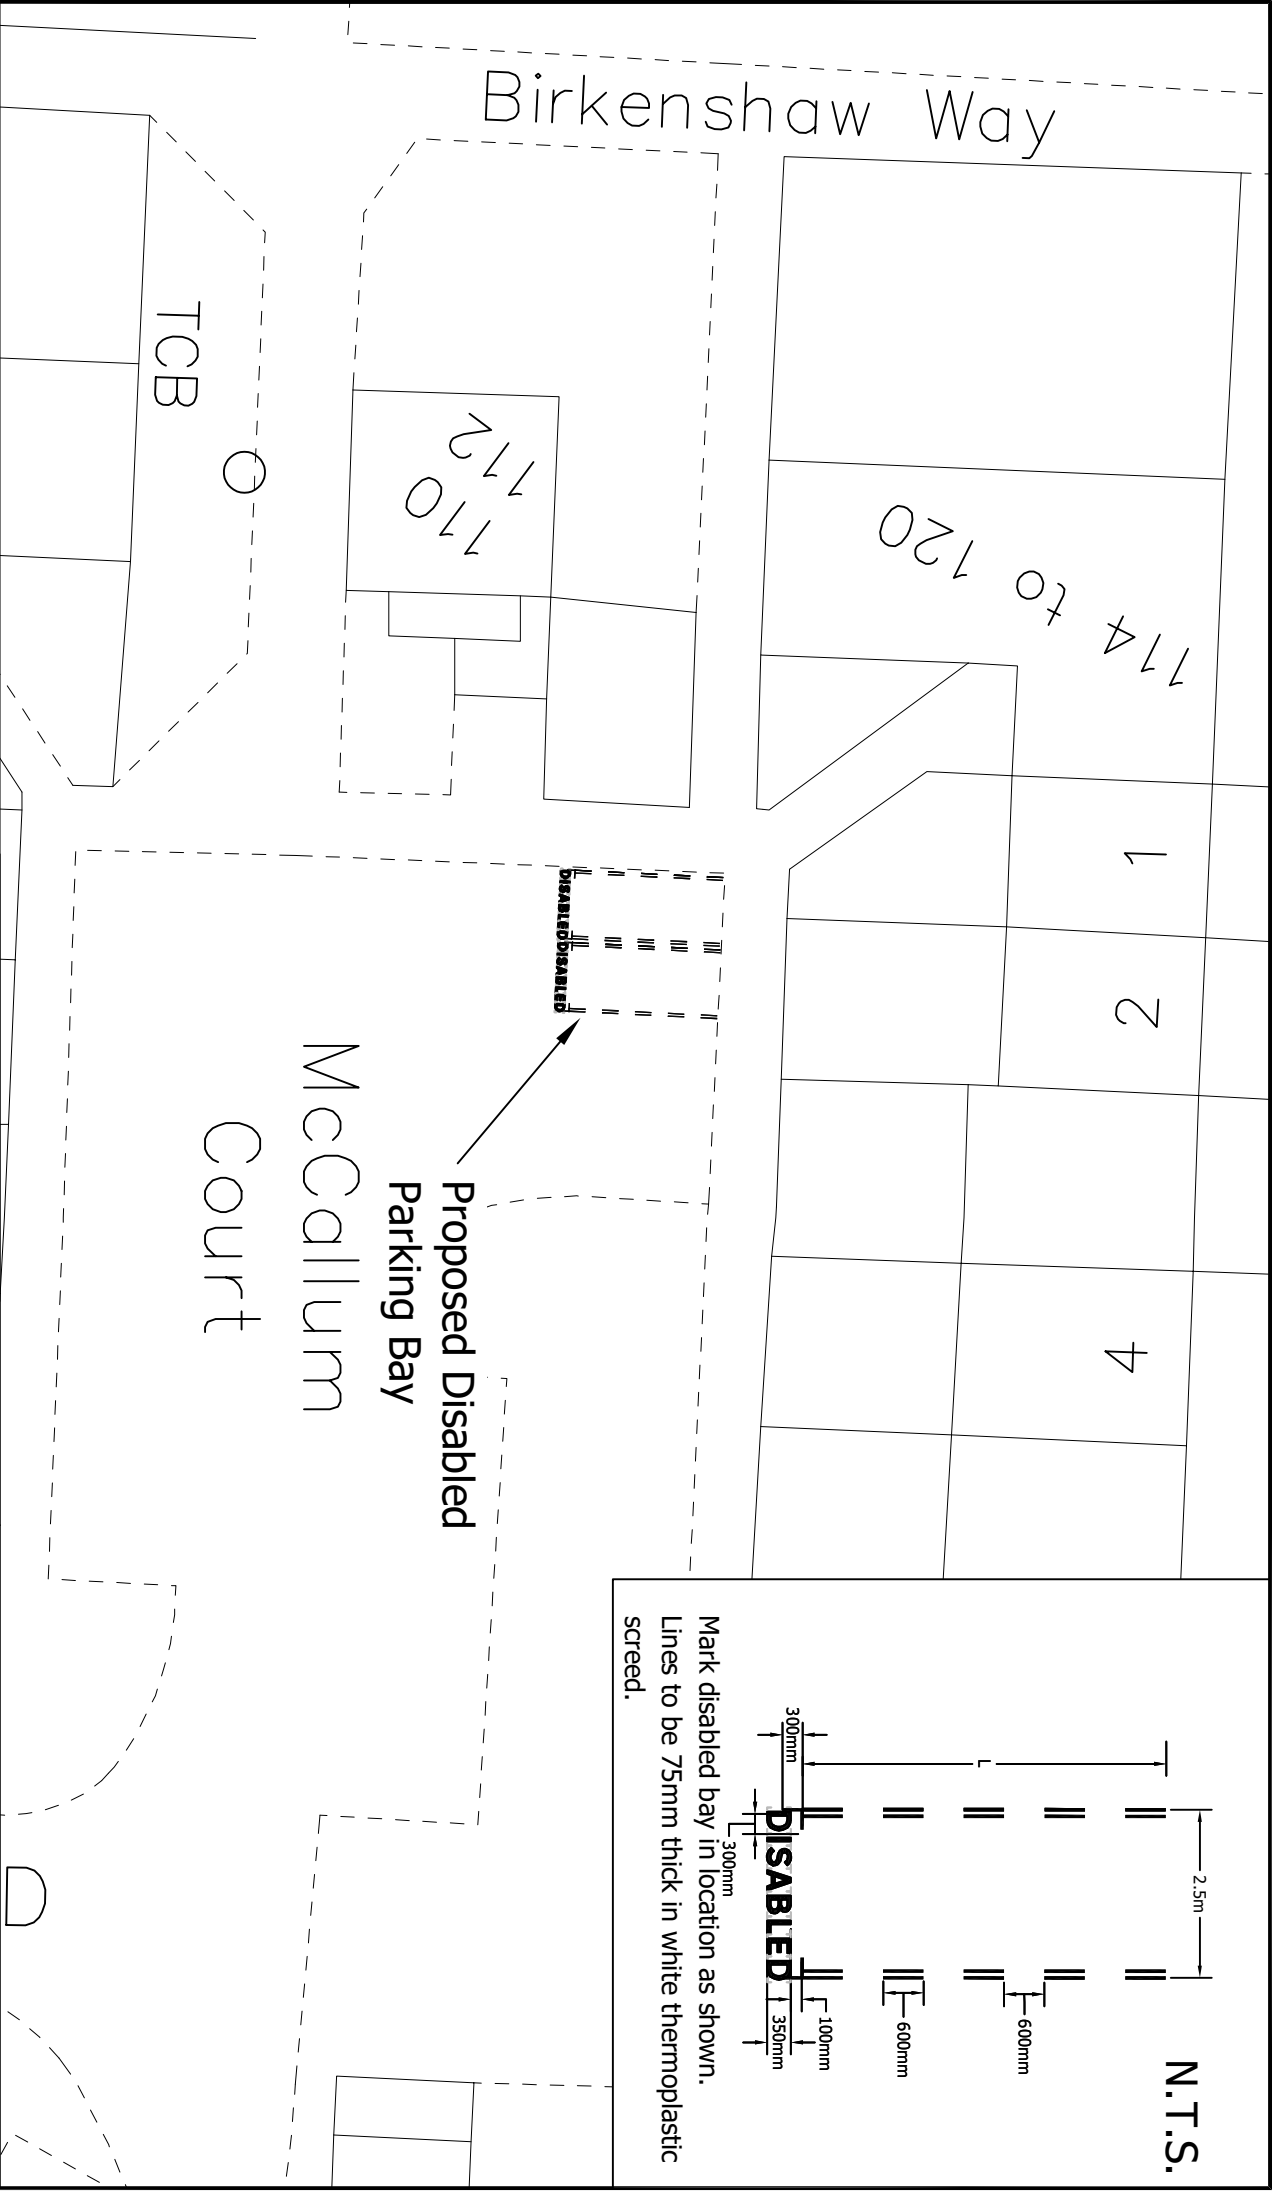 Birkenshaw Way
TCB
112
110
114 to 120
1
2
4
DISABLED
DISABLED
Proposed Disabled
Parking Bay
McCallum
Court
N.T.S.
2.5m
L
600mm
600mm
300mm
300mm
100mm
350mm
DISABLED
Mark disabled bay in location as shown.
Lines to be 75mm thick in white thermoplastic
screed.